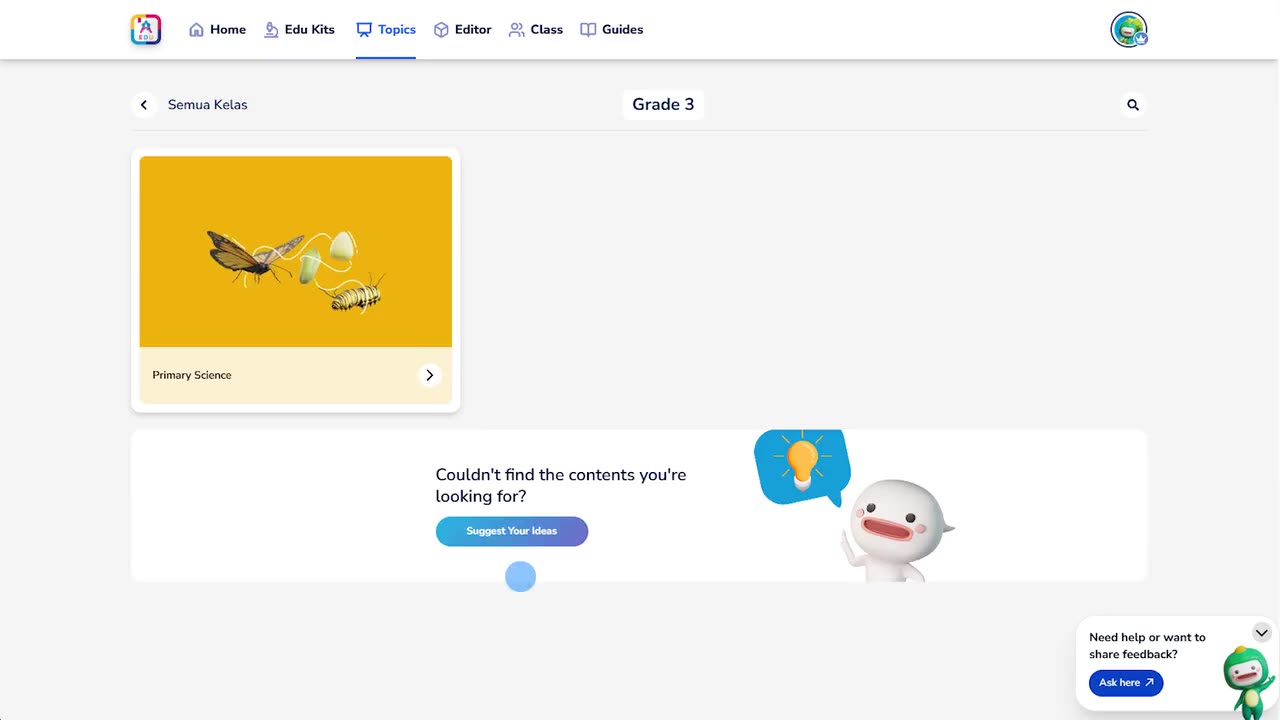 EDU
Home
Edu Kits
Topics
Editor
Class
Guides
Semua Kelas
Grade 3
Primary Science
Couldn't find the contents you're
looking for?
Suggest Your Ideas
Need help or want to
share feedback?
Ask here